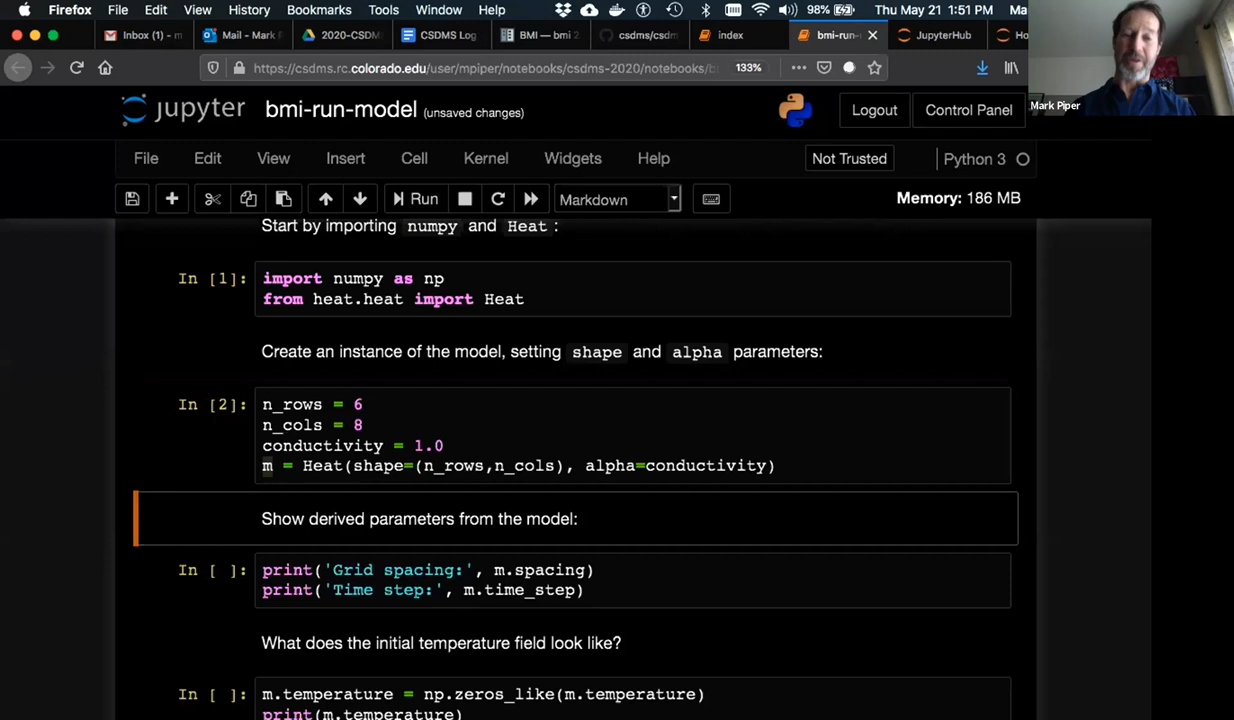 Firefox File Edit View History Bookmarks Tools Window Help 98% Thu May 21 1:51 PM Ma
Inbox (1) - m Mail - Mark 2020-CSDM CSDMS Log BMI — bmi 2 csdms/csdm index bmi-run- JupyterHub Ho
https://csdms.rc.colorado.edu/user/mpiper/notebooks/csdms-2020/notebooks/b 133%
Mark Piper
jupyter bmi-run-model (unsaved changes) Logout Control Panel
File Edit View Insert Cell Kernel Widgets Help Not Trusted Python 3
Run Markdown Memory: 186 MB
Start by importing numpy and Heat :
In [1]: import numpy as np
from heat.heat import Heat
Create an instance of the model, setting shape and alpha parameters:
In [2]: n_rows = 6
n_cols = 8
conductivity = 1.0
m = Heat(shape=(n_rows,n_cols), alpha=conductivity)
Show derived parameters from the model:
In [ ]: print('Grid spacing:', m.spacing)
print('Time step:', m.time_step)
What does the initial temperature field look like?
In [ ]: m.temperature = np.zeros_like(m.temperature)
print(m.temperature)